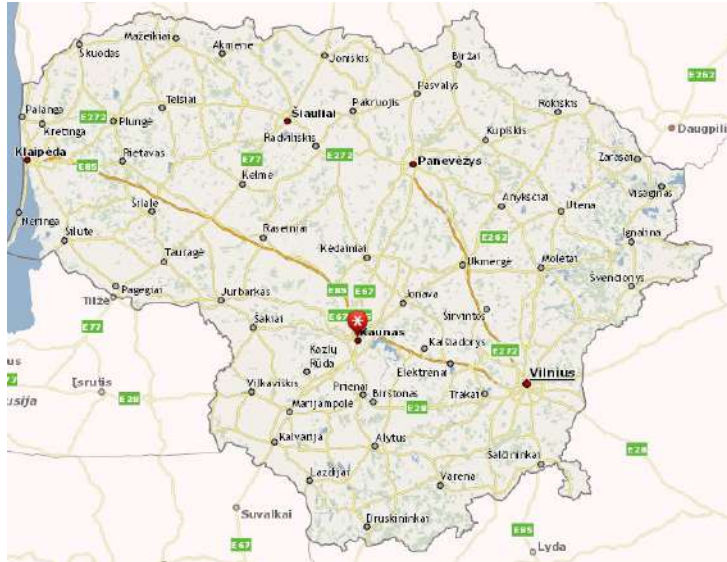 Mažeikiai
Skuodas
Akmenė
Joniškis
Biržai
E262
Palanga
E272
Telšiai
Plungė
Kretinga
Šiauliai
Pakruojis
Pasvalys
Rokiškis
Daugpili
Radviliškis
Kupiškis
Klaipėda
E85
Rietavas
E77
E272
Panevėžys
Zarasai
Kelmė
Visaginas
Anykščiai
Utena
Neringa
Šilutė
Šilalė
Raseiniai
E262
Ignalina
Tauragė
Kėdainiai
Ukmergė
Molėtai
Švenčionys
Pagėgiai
Tilžė
Jurbarkas
E85
E67
Jonava
E77
Šakiai
E67
Kaunas
Širvintos
Kazlų
Rūda
Kaišiadorys
E272
us
77
Įsrutis
usija
E28
Vilkaviškis
Elektrėnai
Vilnius
Prienai
Birštonas
Trakai
Marijampolė
E28
Kalvarija
Alytus
Šalčininkai
E28
Lazdijai
Varėna
Suvalkai
Druskininkai
E67
E85
Lyda